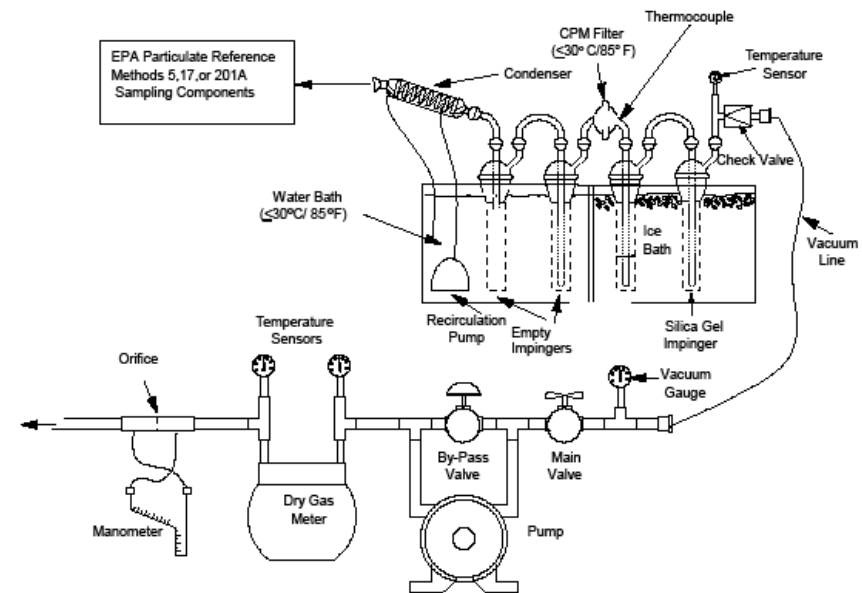 EPA Particulate Reference
Methods 5,17,or 201A
Sampling Components
Condenser
CPM Filter
(≤30° C/85° F)
Thermocouple
Temperature
Sensor
Check Valve
Water Bath
(≤30°C/ 85°F)
Ice
Bath
Vacuum
Line
Recirculation
Pump
Empty
Impingers
Silica Gel
Impinger
Temperature
Sensors
Orifice
Vacuum
Gauge
By-Pass
Valve
Main
Valve
Dry Gas
Meter
Manometer
Pump